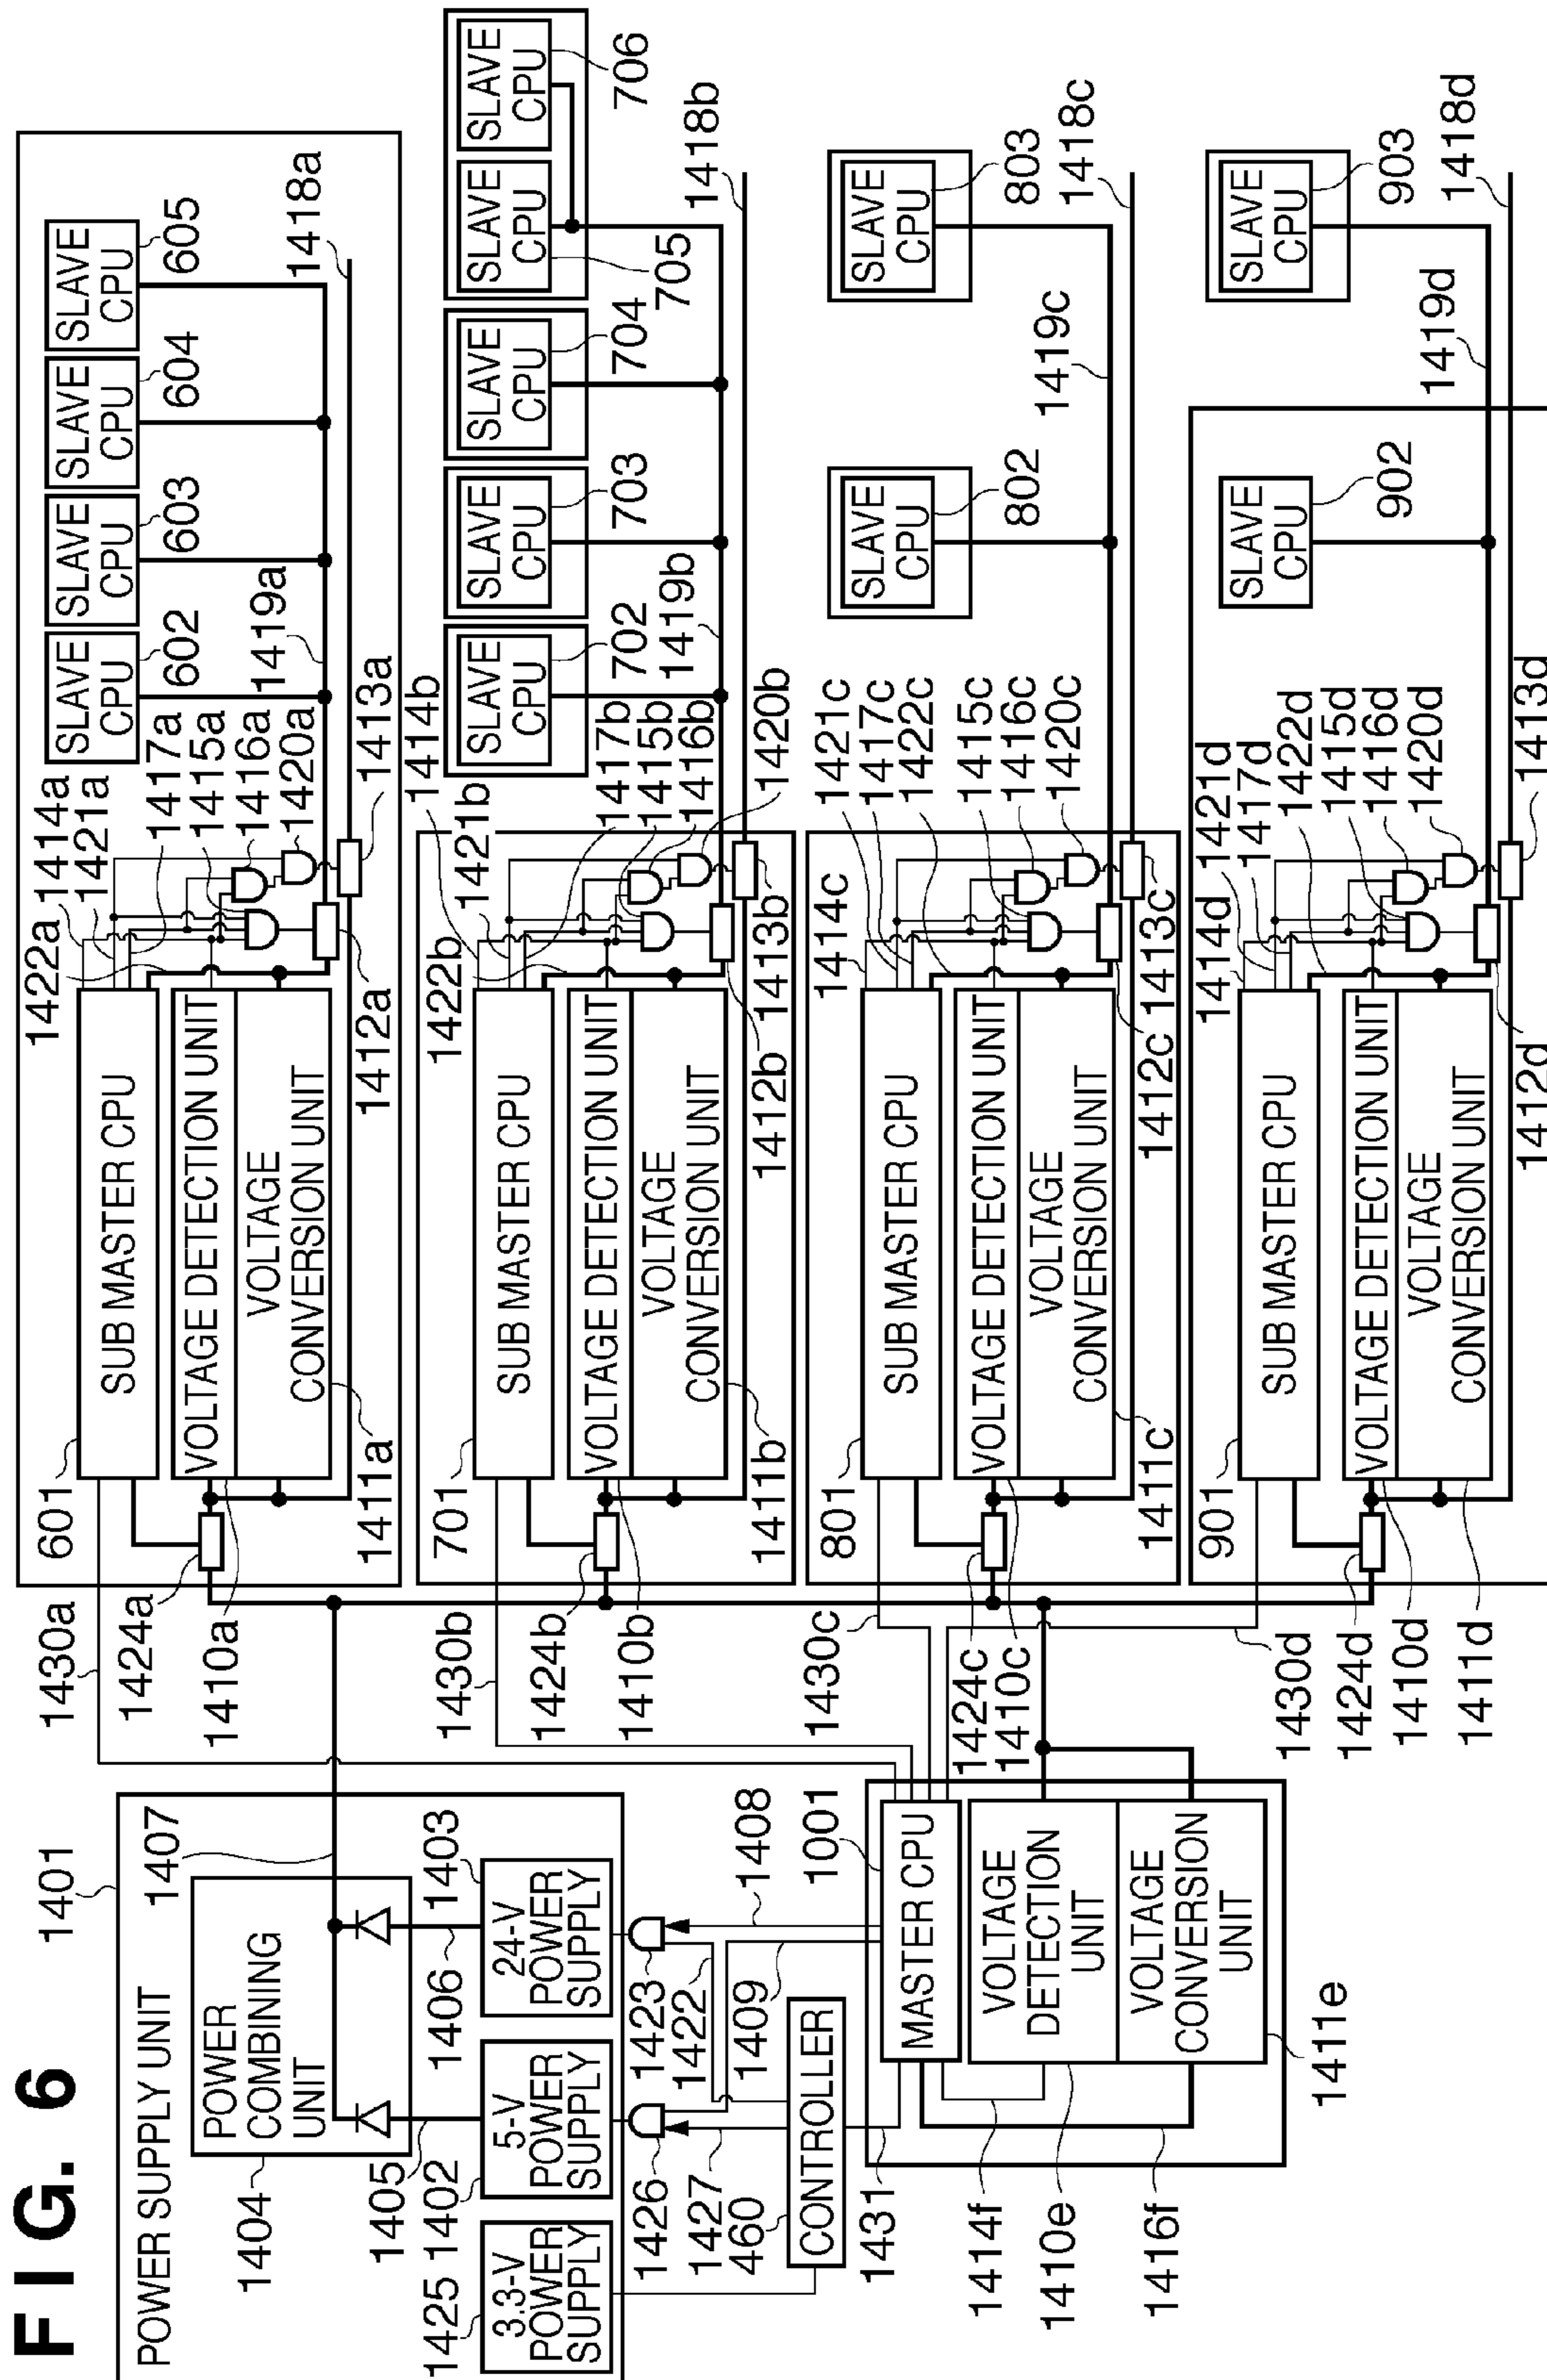 FIG. 6
POWER SUPPLY UNIT
1401
1407
POWER
COMBINING
UNIT
1404
1405
1406
1403
1425
1402
3.3-V
POWER
SUPPLY
5-V
POWER
SUPPLY
24-V
POWER
SUPPLY
1426
1423
1427
1422
1409
1408
460
CONTROLLER
1431
1001
MASTER CPU
VOLTAGE
DETECTION
UNIT
VOLTAGE
CONVERSION
UNIT
1414f
1410e
1416f
1411e
1430a
1424a
1410a
601
SUB MASTER CPU
VOLTAGE DETECTION UNIT
VOLTAGE
CONVERSION UNIT
1411a
1412a
1422a
1414a
1421a
1417a
1415a
1416a
1420a
1413a
SLAVE
CPU
602
SLAVE
CPU
603
SLAVE
CPU
604
SLAVE
CPU
605
1419a
1418a
1430b
1424b
1410b
701
SUB MASTER CPU
VOLTAGE DETECTION UNIT
VOLTAGE
CONVERSION UNIT
1411b
1412b
1413b
1422b
1421b
1414b
1417b
1415b
1416b
1420b
SLAVE
CPU
702
SLAVE
CPU
703
SLAVE
CPU
704
SLAVE
CPU
705
SLAVE
CPU
706
1419b
1418b
1430c
1424c
1410c
801
SUB MASTER CPU
VOLTAGE DETECTION UNIT
VOLTAGE
CONVERSION UNIT
1411c
1412c
1413c
1414c
1421c
1417c
1422c
1415c
1416c
1420c
SLAVE
CPU
802
SLAVE
CPU
803
1419c
1418c
1430d
1424d
1410d
1411d
901
SUB MASTER CPU
VOLTAGE DETECTION UNIT
VOLTAGE
CONVERSION UNIT
1412d
1413d
1414d
1421d
1417d
1422d
1415d
1416d
1420d
SLAVE
CPU
902
SLAVE
CPU
903
1419d
1418d